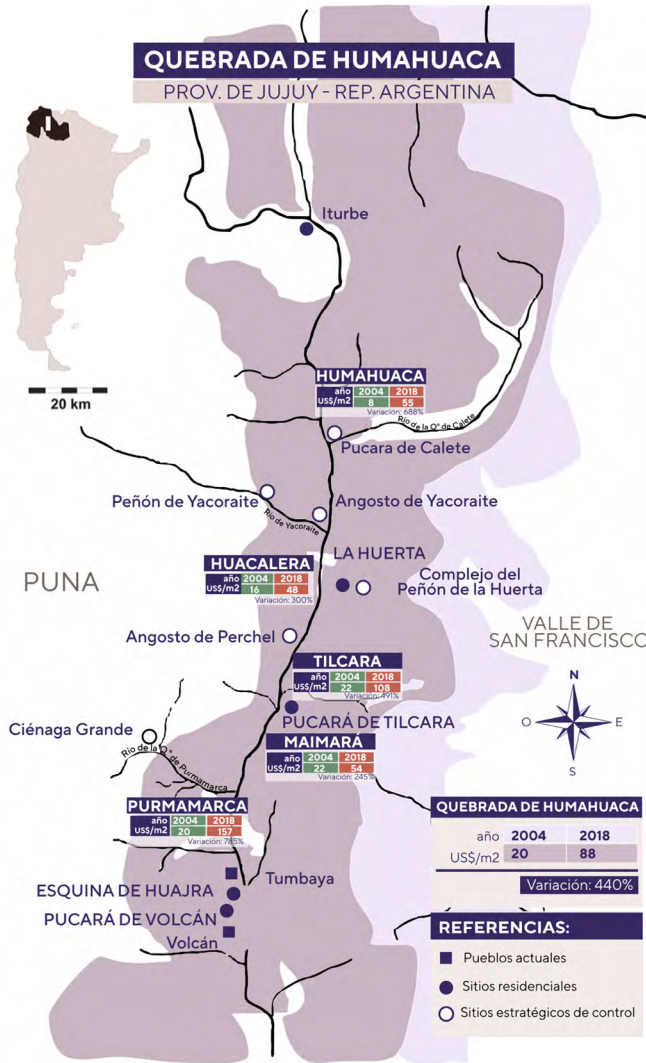 QUEBRADA DE HUMAHUACA
PROV. DE JUJUY - REP. ARGENTINA
Iturbe
20 km
HUMAHUACA
año 2004 2018
US$/m2 8 55
Variación: 688%
Río de la Qª de Calete
Pucara de Calete
Peñón de Yacoraite
Angosto de Yacoraite
Río de Yacoraite
HUACALERA
año 2004 2018
US$/m2 16 48
Variación: 300%
LA HUERTA
Complejo del
Peñón de la Huerta
PUNA
VALLE DE
SAN FRANCISCO
Angosto de Perchel
TILCARA
año 2004 2018
US$/m2 22 108
Variación: 491%
PUCARÁ DE TILCARA
N
O E
S
Ciénaga Grande
Río de la Qª de Purmamarca
MAIMARÁ
año 2004 2018
US$/m2 22 54
Variación: 245%
PURMAMARCA
año 2004 2018
US$/m2 20 157
Variación: 785%
QUEBRADA DE HUMAHUACA
año 2004 2018
US$/m2 20 88
Variación: 440%
Tumbaya
ESQUINA DE HUAJRA
PUCARÁ DE VOLCÁN
Volcán
REFERENCIAS:
Pueblos actuales
Sitios residenciales
Sitios estratégicos de control